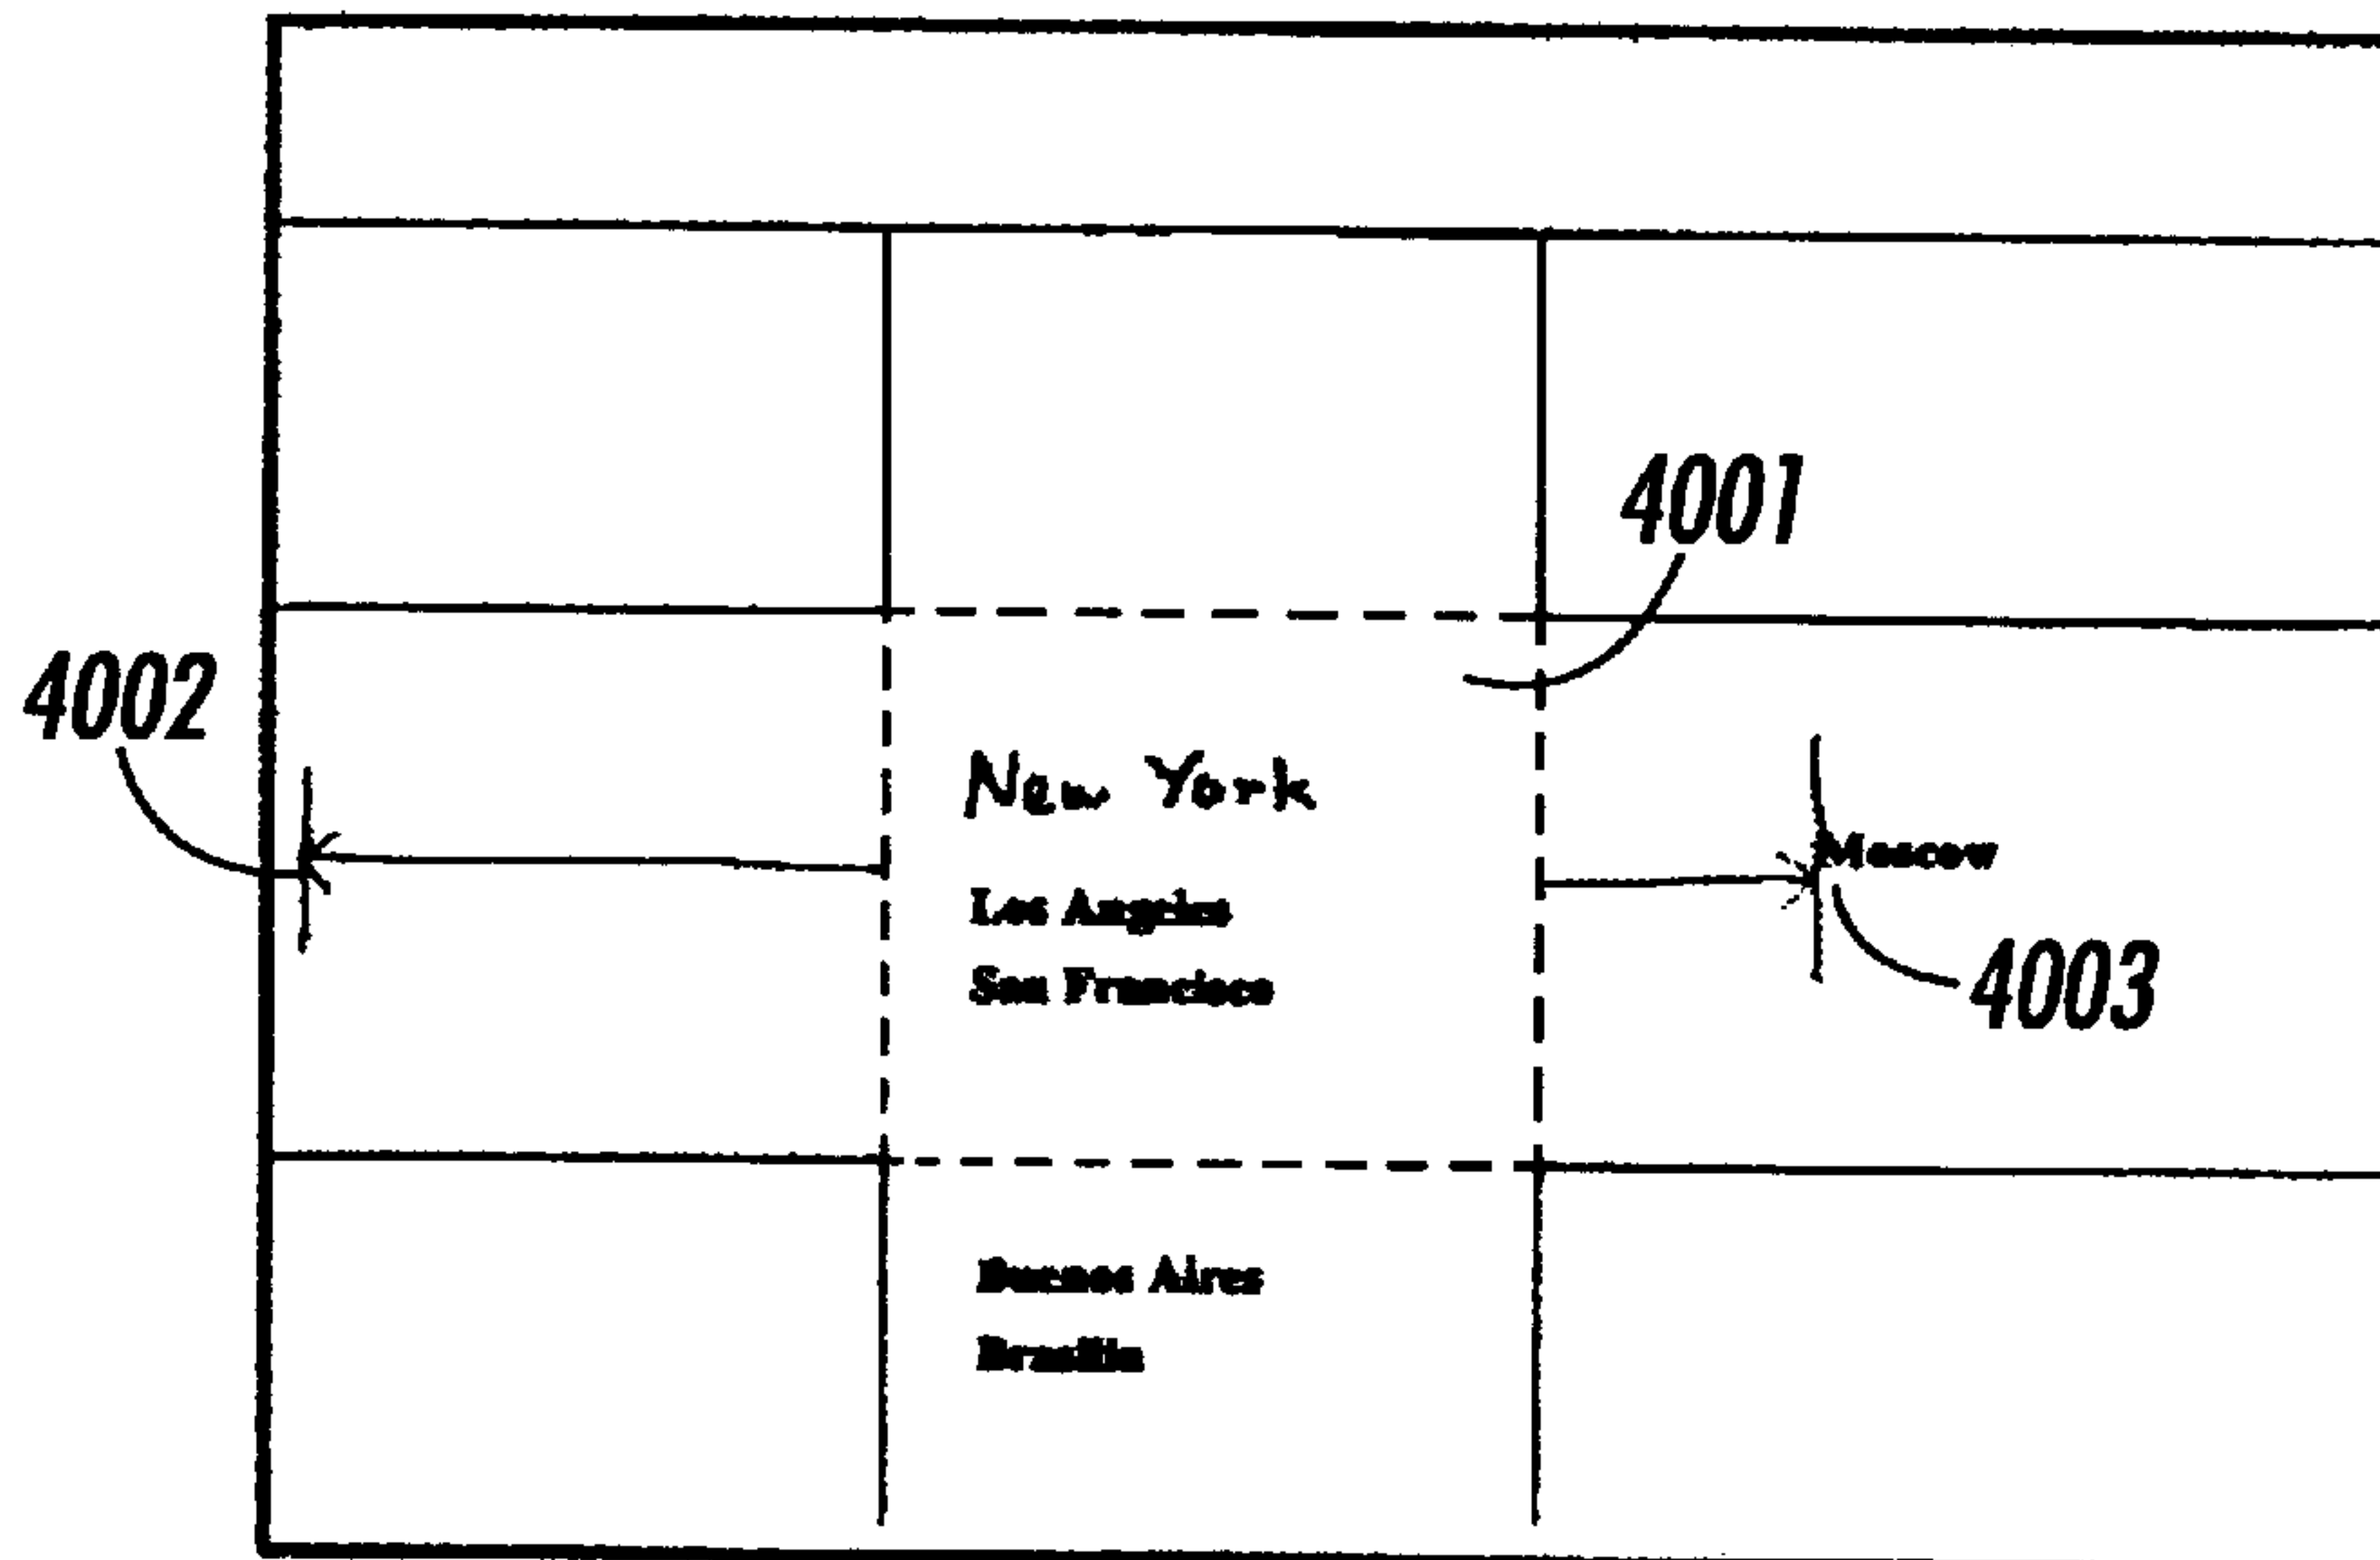 4001
4002
New York
Moscow
Los Angeles
San Francisco
4003
Buenos Aires
Brasilia